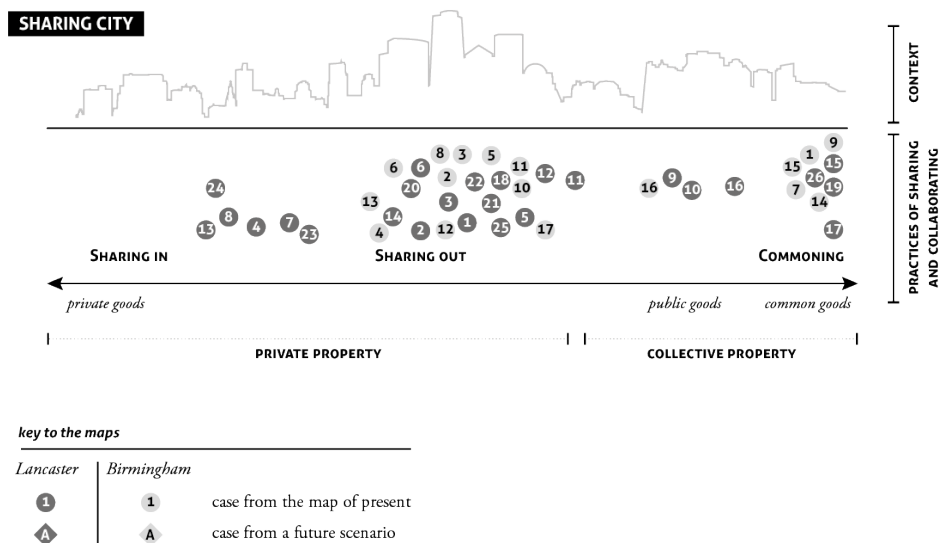 SHARING CITY
CONTEXT
9
8 3 5 1
6 6 11 15 15
2 12 9 26
24 20 22 18 10 11 16 10 16 7 19
13 3 21 14
14 5
13 8 4 7 23 4 2 12 1 25 17 17
PRACTICES OF SHARING
AND COLLABORATING
SHARING IN SHARING OUT COMMONING
private goods public goods common goods
PRIVATE PROPERTY COLLECTIVE PROPERTY
key to the maps
Lancaster Birmingham
1 1 case from the map of present
A A case from a future scenario